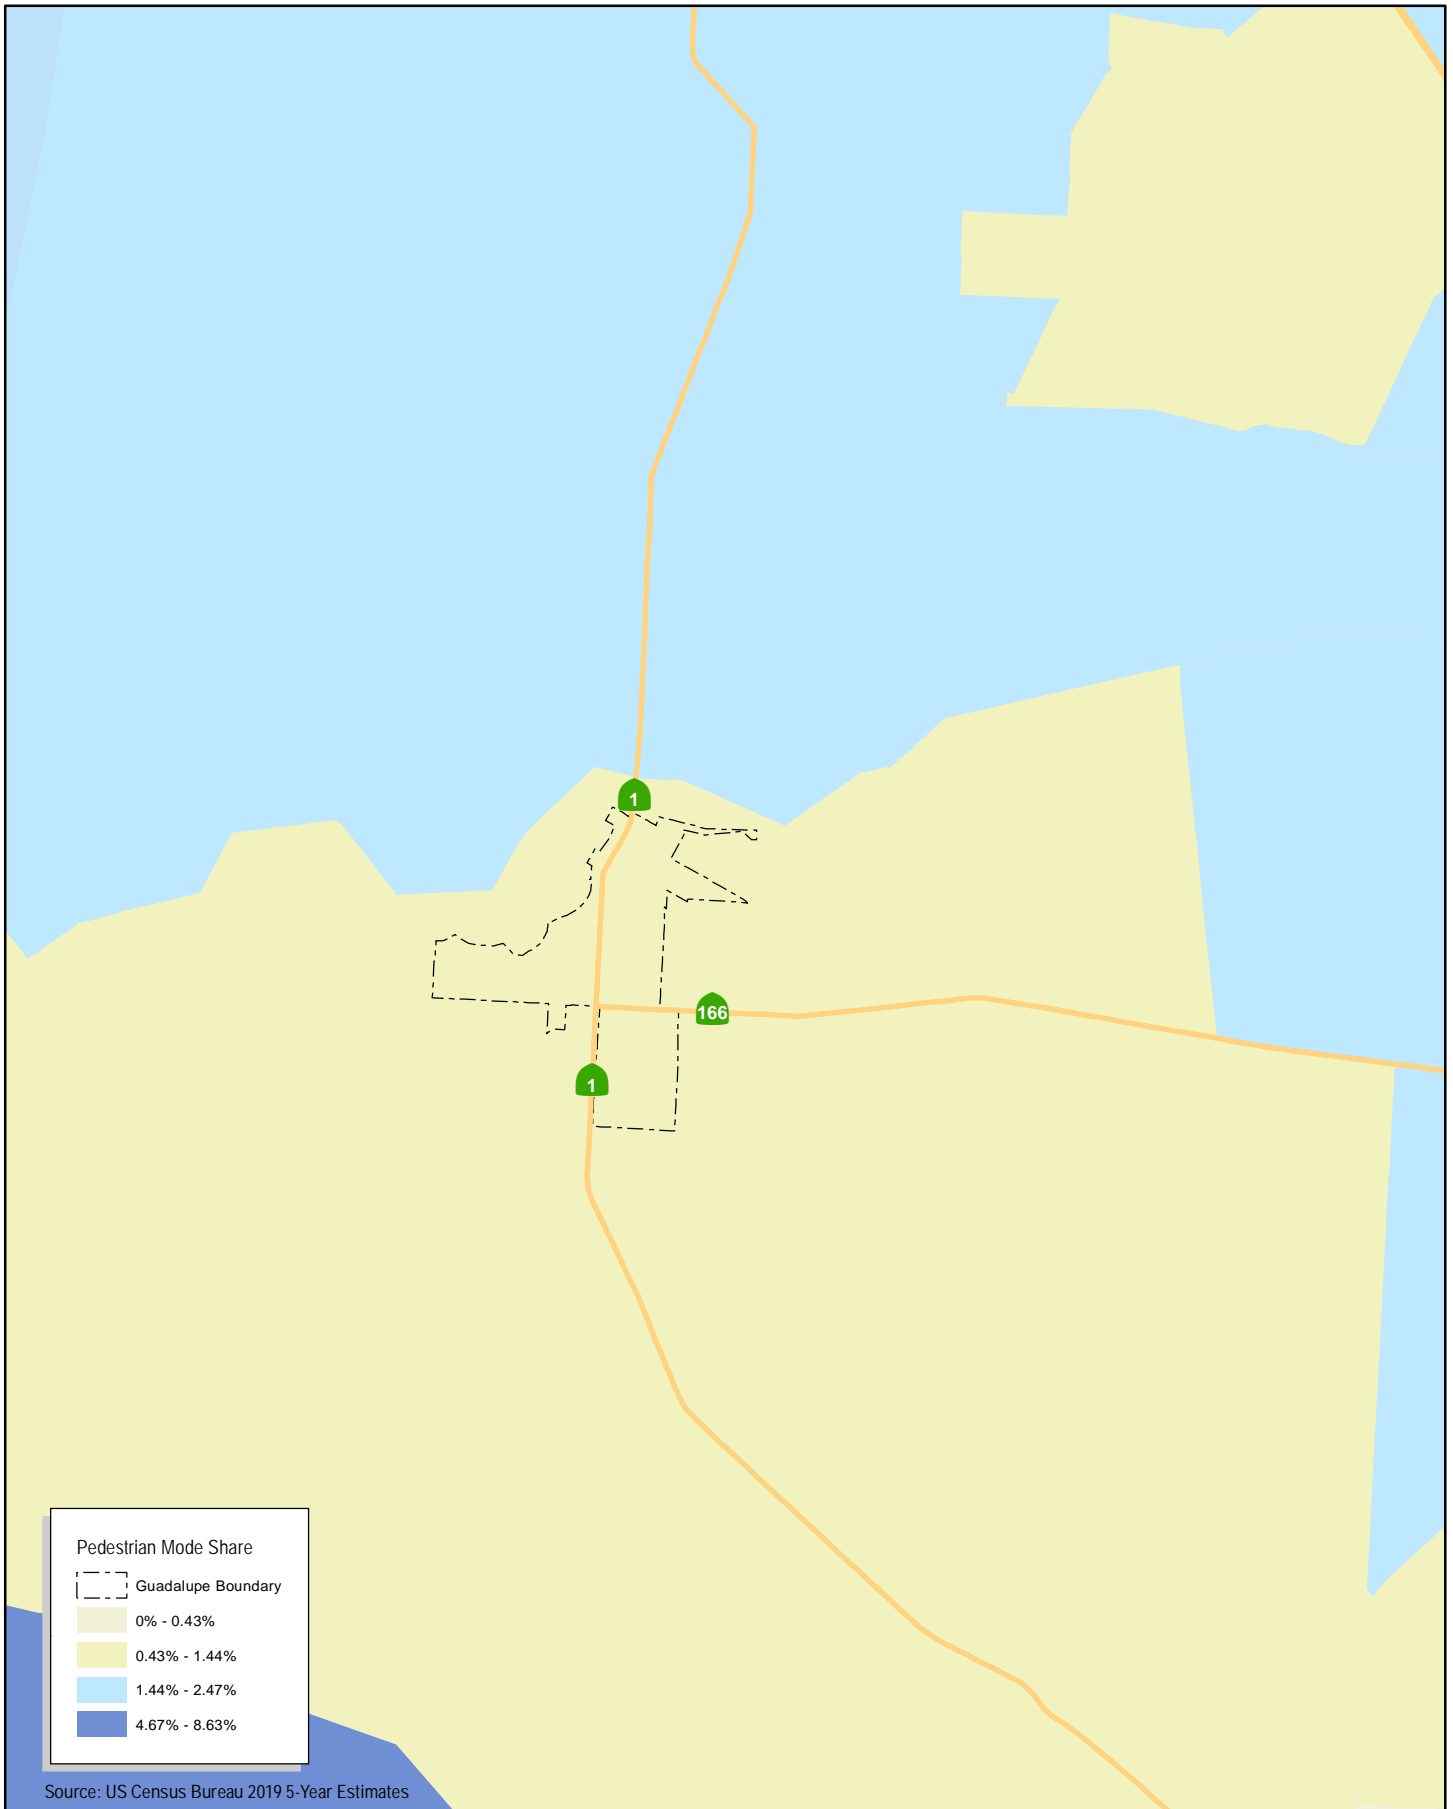 1
166
1
Pedestrian Mode Share
Guadalupe Boundary
0% - 0.43%
0.43% - 1.44%
1.44% - 2.47%
4.67% - 8.63%
Source: US Census Bureau 2019 5-Year Estimates